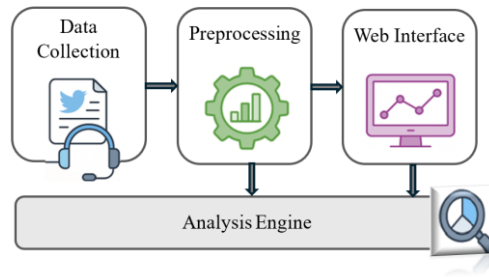 Data
Collection
Preprocessing
Web Interface
Analysis Engine